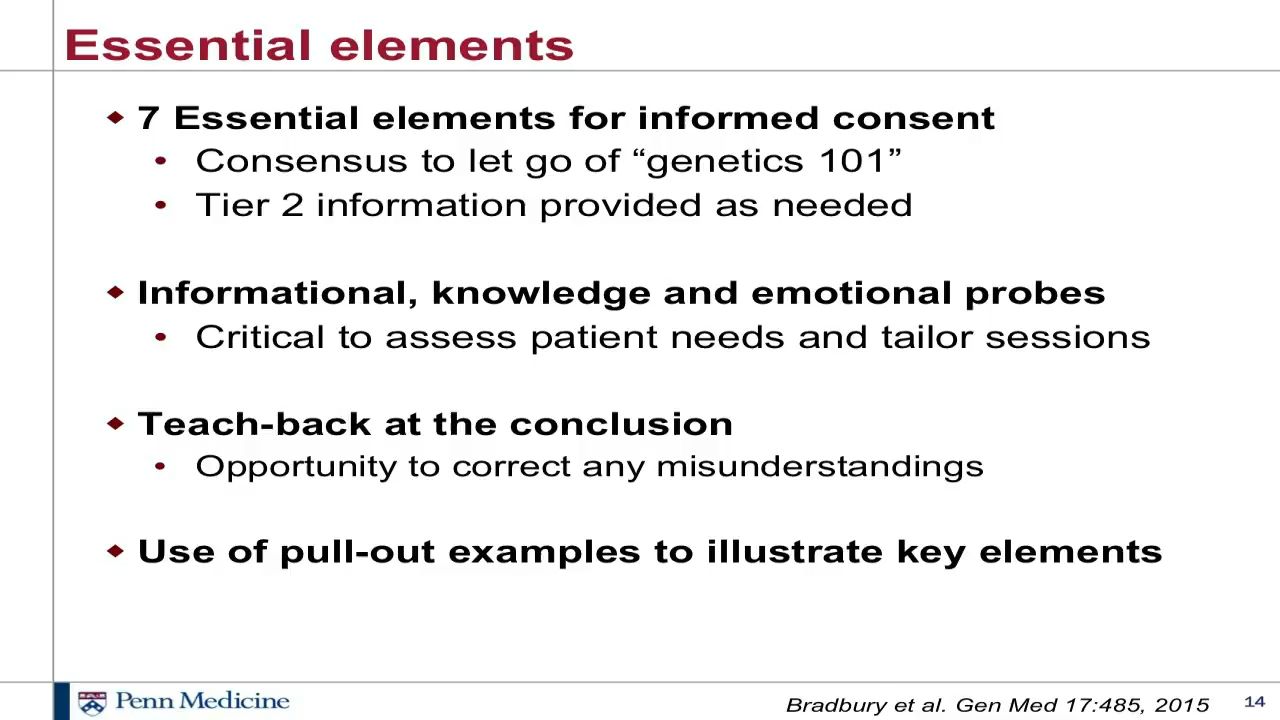 Essential elements
7 Essential elements for informed consent
Consensus to let go of “genetics 101”
Tier 2 information provided as needed
Informational, knowledge and emotional probes
Critical to assess patient needs and tailor sessions
Teach-back at the conclusion
Opportunity to correct any misunderstandings
Use of pull-out examples to illustrate key elements
Penn Medicine
Bradbury et al. Gen Med 17:485, 2015
14